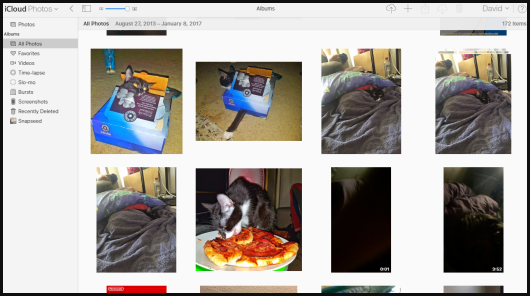 iCloud Photos
Albums
David
?
Photos
Albums
All Photos
Favorites
Videos
Time-lapse
Slo-mo
Bursts
Screenshots
Recently Deleted
Snapseed
All Photos August 27, 2013 – January 8, 2017
172 items
0:01
3:52